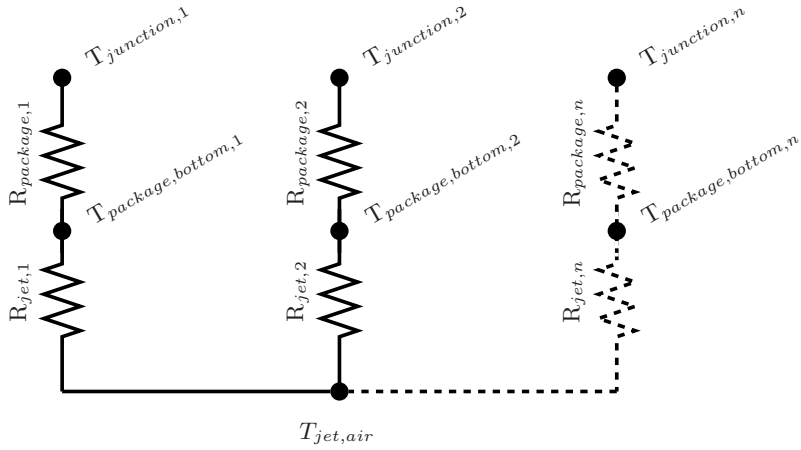 T_{junction,1}
T_{junction,2}
T_{junction,n}
R_{package,1}
R_{package,2}
R_{package,n}
T_{package,bottom,1}
T_{package,bottom,2}
T_{package,bottom,n}
R_{jet,1}
R_{jet,2}
R_{jet,n}
T_{jet,air}